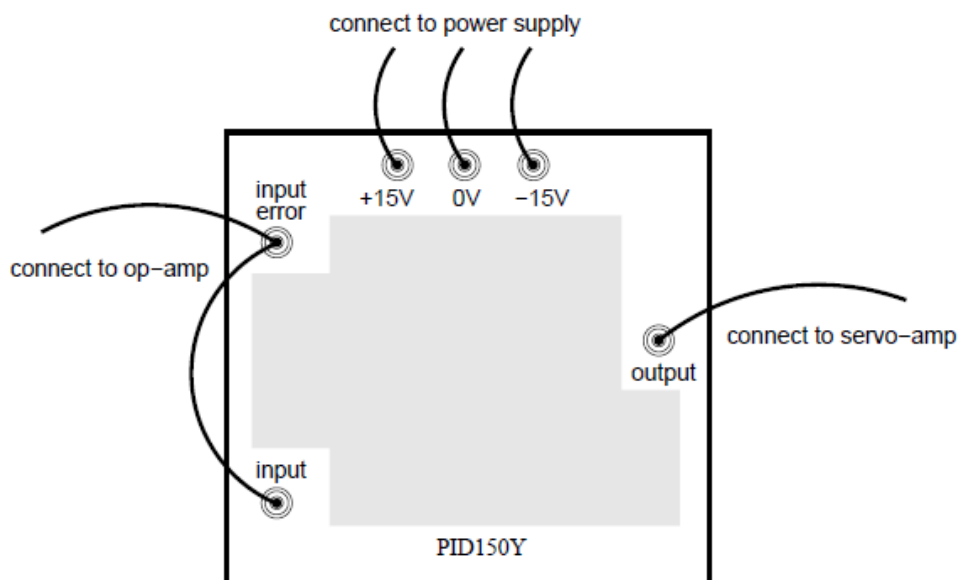 connect to power supply
+15V 0V −15V
input
error
connect to op−amp
connect to servo−amp
output
input
PID150Y